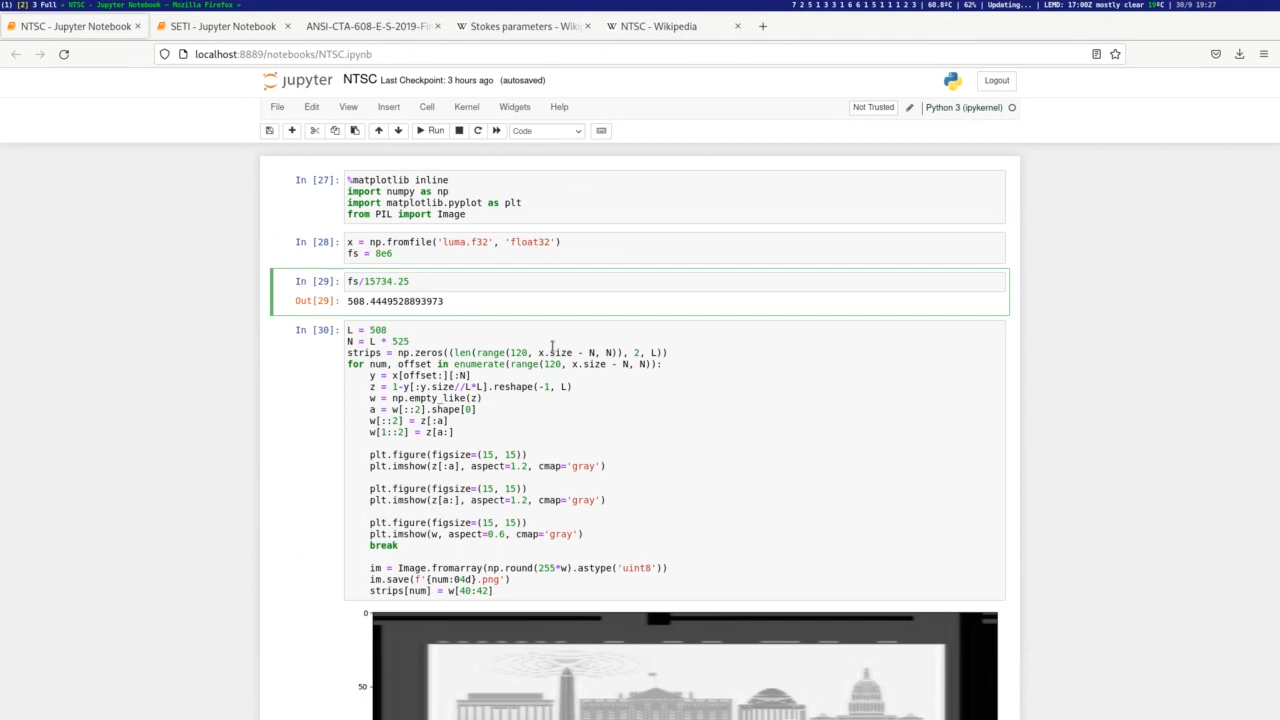 (1) [2] 3 Full « NTSC - Jupyter Notebook — Mozilla Firefox »
7 2 5 1 3 3 1 6 6 1 5 1 1 1 2 3 | 60.8ºC | 62% | Updating... | LEMD: 17:00Z mostly clear 19ºC | 30/9 19:27
NTSC - Jupyter Notebook
SETI - Jupyter Notebook
ANSI-CTA-608-E-S-2019-Fir
Stokes parameters - Wiki
NTSC - Wikipedia
localhost:8889/notebooks/NTSC.ipynb
jupyter NTSC Last Checkpoint: 3 hours ago (autosaved)
Logout
File Edit View Insert Cell Kernel Widgets Help
Not Trusted
Python 3 (ipykernel)
Run
Code
In [27]: %matplotlib inline
import numpy as np
import matplotlib.pyplot as plt
from PIL import Image
In [28]: x = np.fromfile('luma.f32', 'float32')
fs = 8e6
In [29]: fs/15734.25
Out[29]: 508.4449528893973
In [30]: L = 508
N = L * 525
strips = np.zeros((len(range(120, x.size - N, N)), 2, L))
for num, offset in enumerate(range(120, x.size - N, N)):
    y = x[offset:][:N]
    z = 1-y[:y.size//L*L].reshape(-1, L)
    w = np.empty_like(z)
    a = w[::2].shape[0]
    w[::2] = z[:a]
    w[1::2] = z[a:]
    plt.figure(figsize=(15, 15))
    plt.imshow(z[:a], aspect=1.2, cmap='gray')
    plt.figure(figsize=(15, 15))
    plt.imshow(z[a:], aspect=1.2, cmap='gray')
    plt.figure(figsize=(15, 15))
    plt.imshow(w, aspect=0.6, cmap='gray')
    break
    im = Image.fromarray(np.round(255*w).astype('uint8'))
    im.save(f'{num:04d}.png')
    strips[num] = w[40:42]
0
50